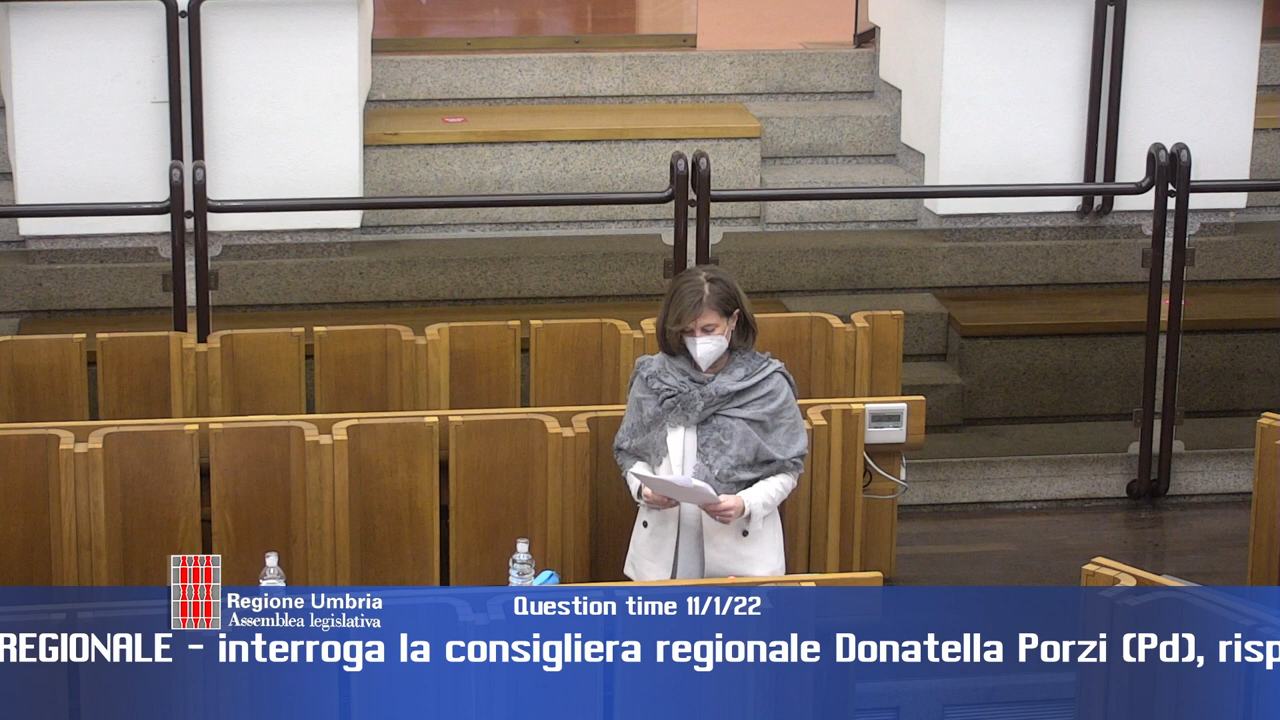 Regione Umbria
Assemblea legislativa
Question time 11/1/22
REGIONALE - interroga la consigliera regionale Donatella Porzi (Pd), risp